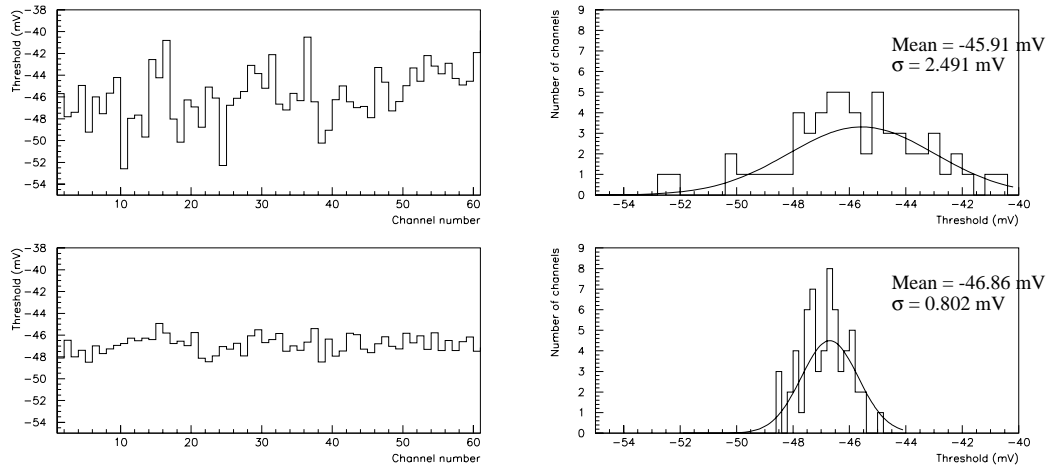 Threshold (mV)
−38
−40
−42
−44
−46
−48
−50
−52
−54
10 20 30 40 50 60
Channel number
Number of channels
9
8
7
6
5
4
3
2
1
0
Mean = -45.91 mV
σ = 2.491 mV
−54 −52 −50 −48 −46 −44 −42 −40
Threshold (mV)
Threshold (mV)
−38
−40
−42
−44
−46
−48
−50
−52
−54
10 20 30 40 50 60
Channel number
Number of channels
9
8
7
6
5
4
3
2
1
0
Mean = -46.86 mV
σ = 0.802 mV
−54 −52 −50 −48 −46 −44 −42 −40
Threshold (mV)